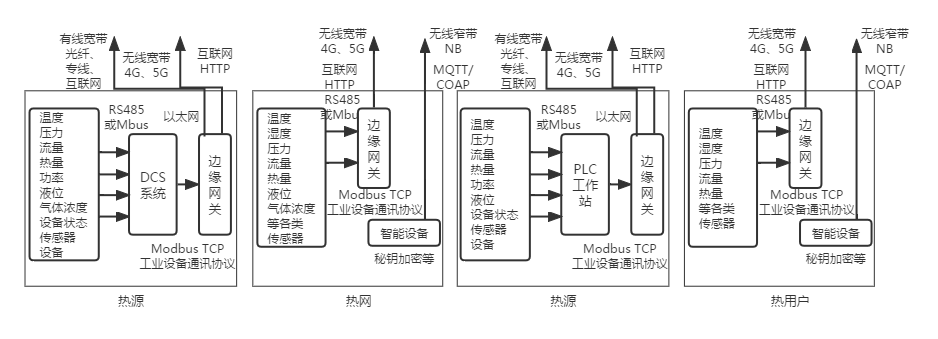 有线宽带
光纤、
专线、
互联网
无线宽带
4G、5G
互联网
HTTP
RS485
或Mbus
以太网
温度
压力
流量
热量
功率
液位
气体浓度
设备状态
传感器
设备
DCS
系统
边
缘
网
关
Modbus TCP
工业设备通讯协议
热源
无线宽带
4G、5G
互联网
HTTP
无线窄带
NB
MQTT/
COAP
RS485
或Mbus
温度
湿度
压力
流量
热量
液位
气体浓度
等各类
传感器
边
缘
网
关
Modbus TCP
工业设备通讯协议
智能设备
秘钥加密等
热网
有线宽带
光纤、
专线、
互联网
无线宽带
4G、5G
互联网
HTTP
RS485
或Mbus
以太网
温度
压力
流量
热量
功率
液位
设备状态
传感器
设备
PLC
工作
站
边
缘
网
关
Modbus TCP
工业设备通讯协议
热源
无线宽带
4G、5G
互联网
HTTP
无线窄带
NB
MQTT/
COAP
RS485
或Mbus
温度
湿度
压力
流量
热量
等各类
传感器
边
缘
网
关
Modbus TCP
工业设备通讯协议
智能设备
秘钥加密等
热用户